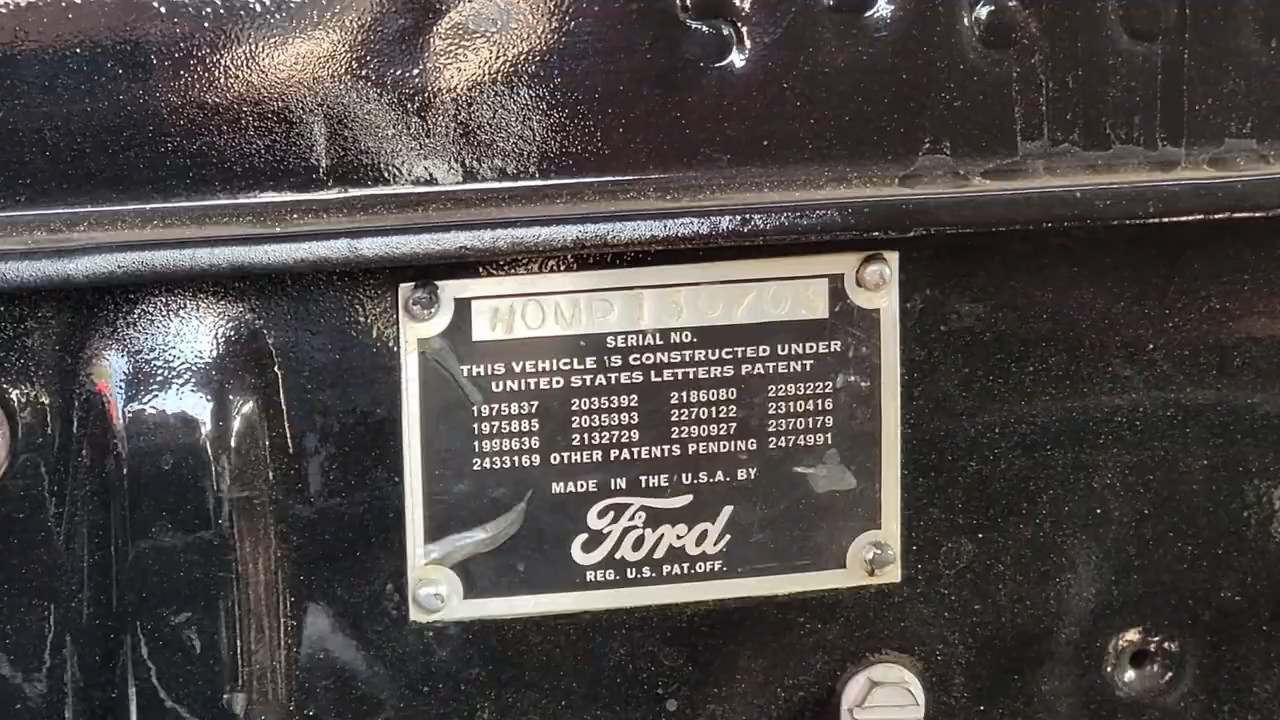 HOMP
SERIAL NO.
THIS VEHICLE IS CONSTRUCTED UNDER
UNITED STATES LETTERS PATENT
1975837 2035392 2186080 2293222
1975885 2035393 2270122 2310416
1998636 2132729 2290927 2370179
2433169 OTHER PATENTS PENDING 2474991
MADE IN THE U.S.A. BY
Ford
REG. U.S. PAT.OFF.